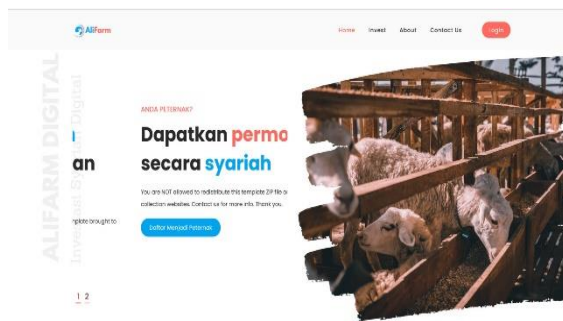 AliFarm
Home Invest About Contact Us Login
ALIFARM DIGITAL
ANDA PETERNAK?
Dapatkan permo
an secara syariah
You are NOT allowed to redistribute this template ZIP file o
collection websites. Contact us for more info. Thank you.
mplate brought to
Daftar Menjadi Peternak
1 2